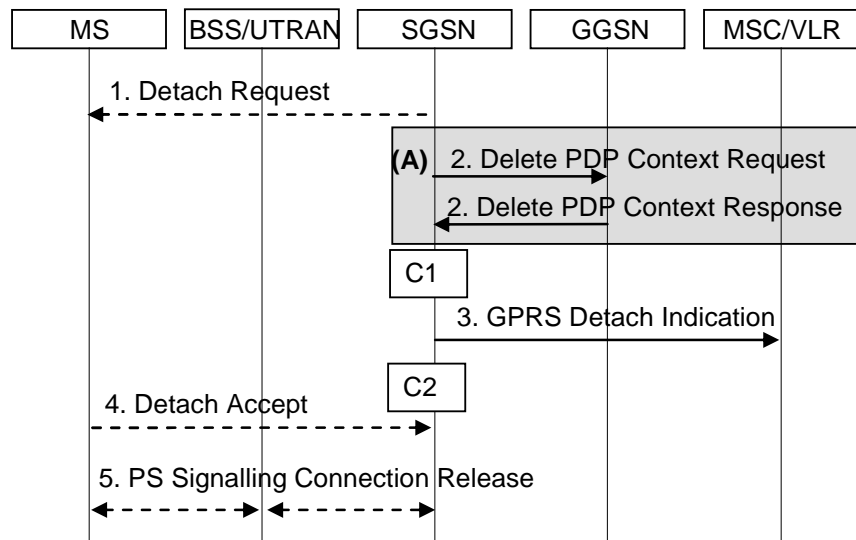 MS BSS/UTRAN SGSN GGSN MSC/VLR
1. Detach Request
(A) 2. Delete PDP Context Request
2. Delete PDP Context Response
C1
3. GPRS Detach Indication
C2
4. Detach Accept
5. PS Signalling Connection Release